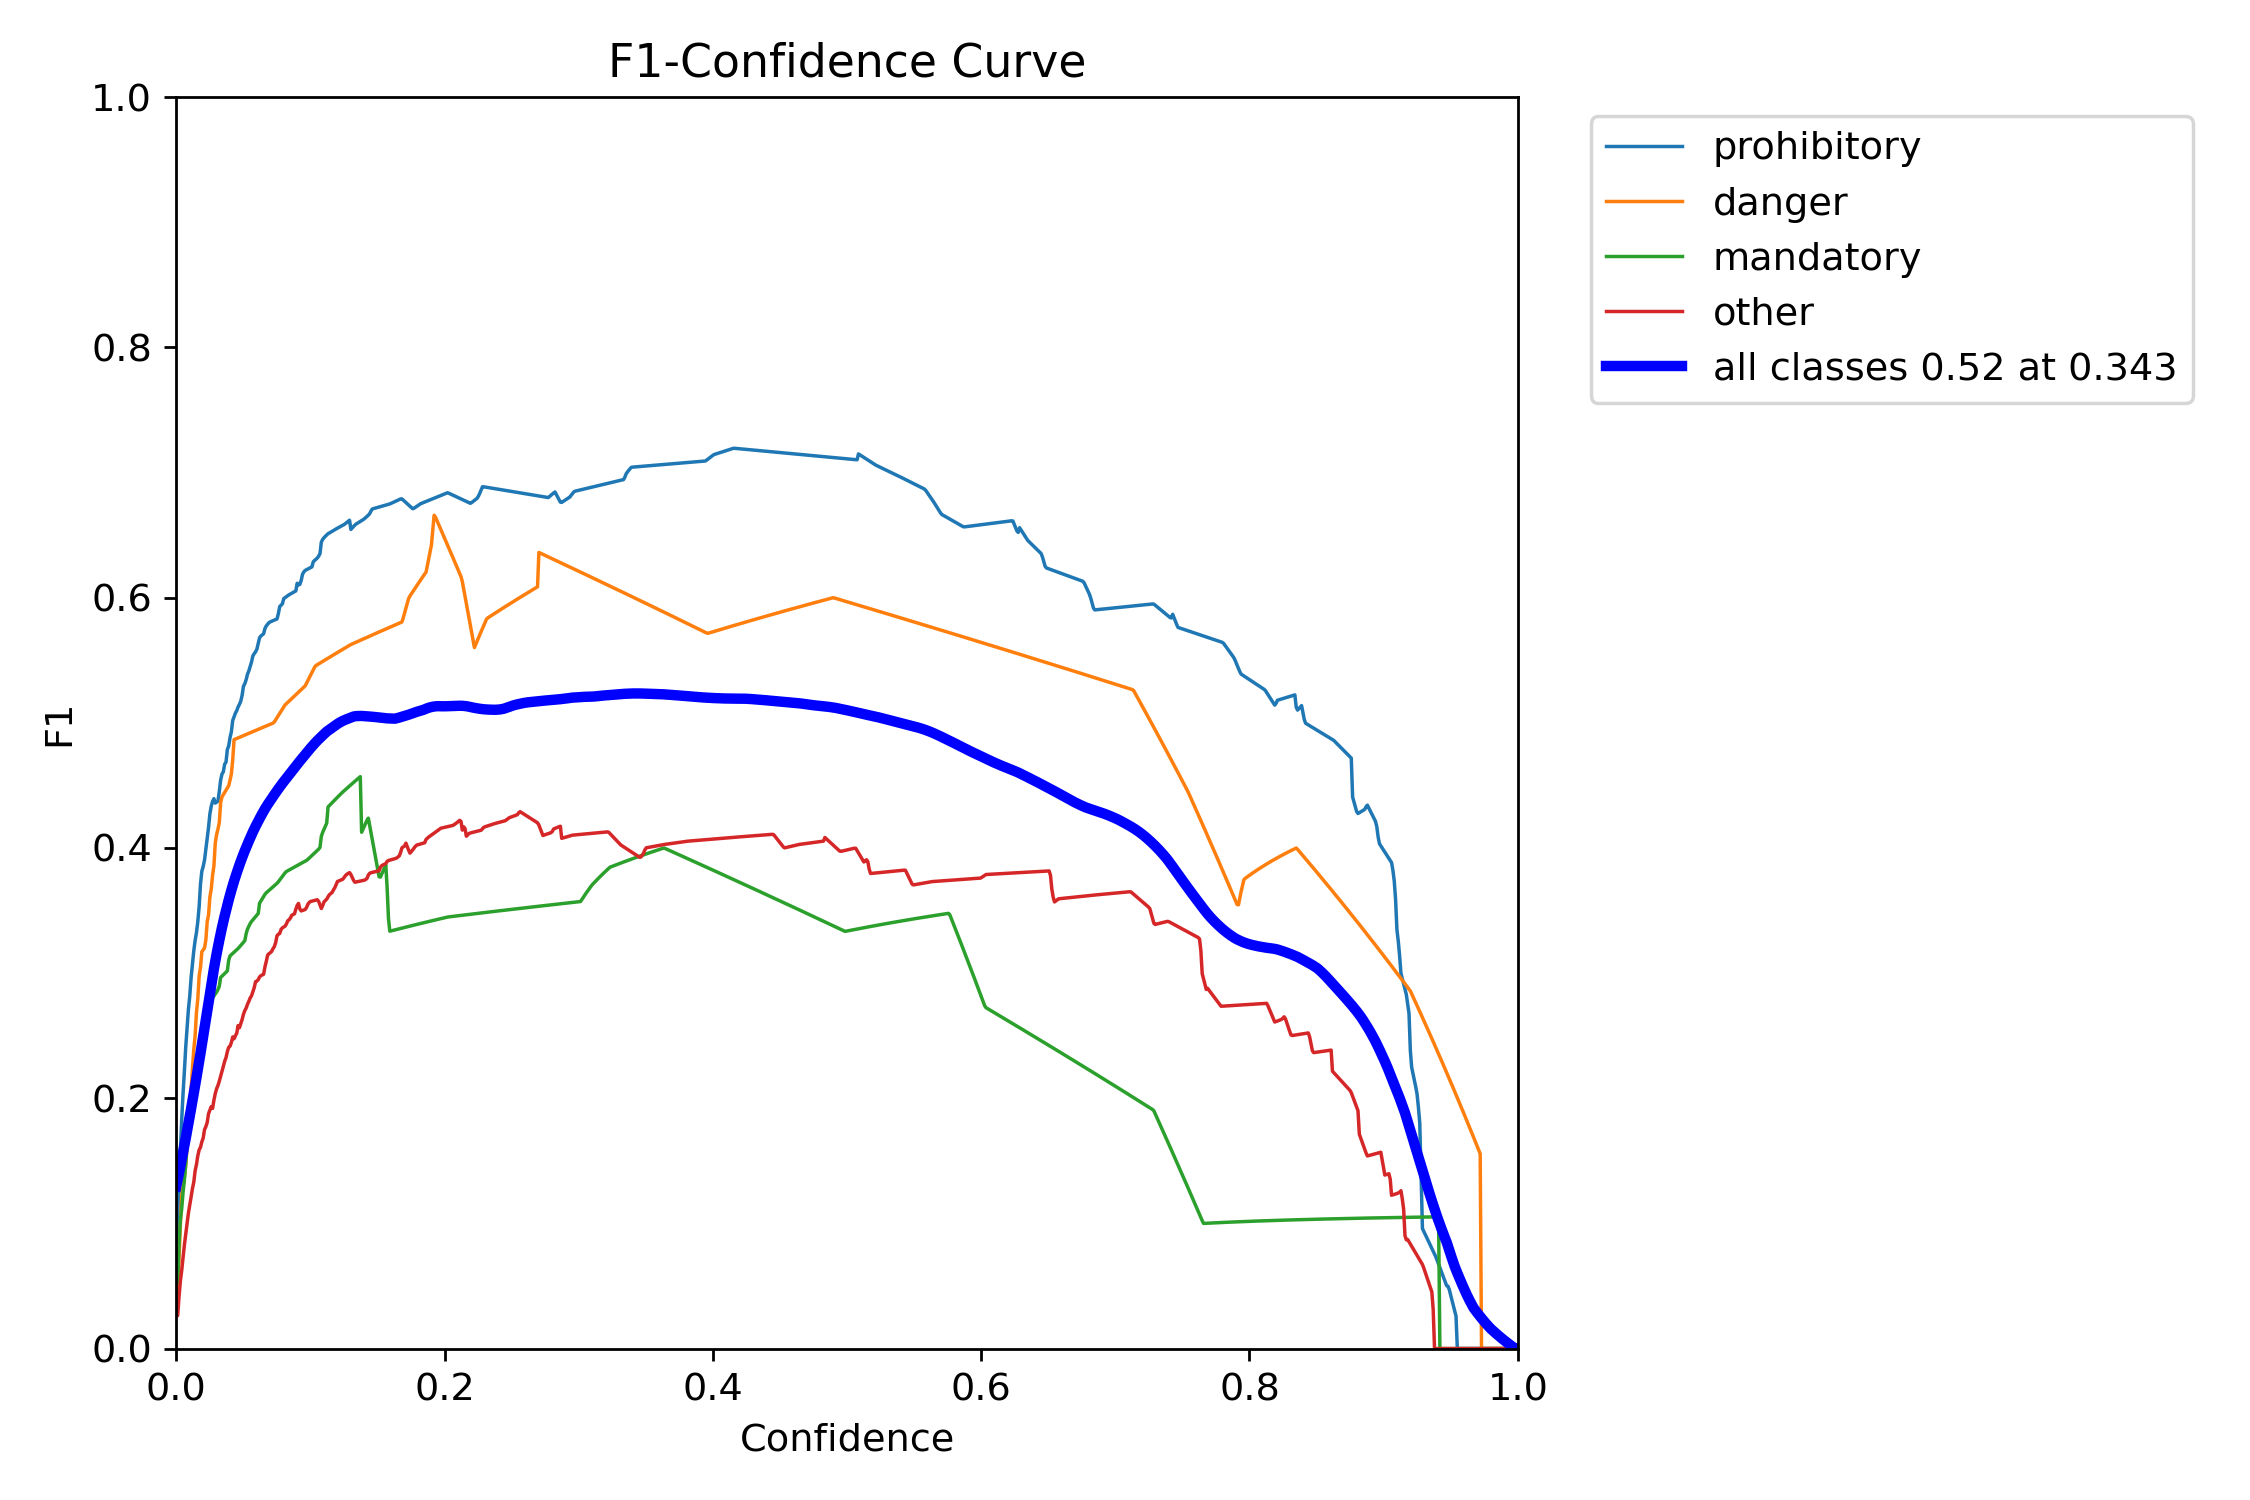 F1-Confidence Curve
1.0
0.8
0.6
0.4
0.2
0.0
F1
0.0 0.2 0.4 0.6 0.8 1.0
Confidence
prohibitory
danger
mandatory
other
all classes 0.52 at 0.343